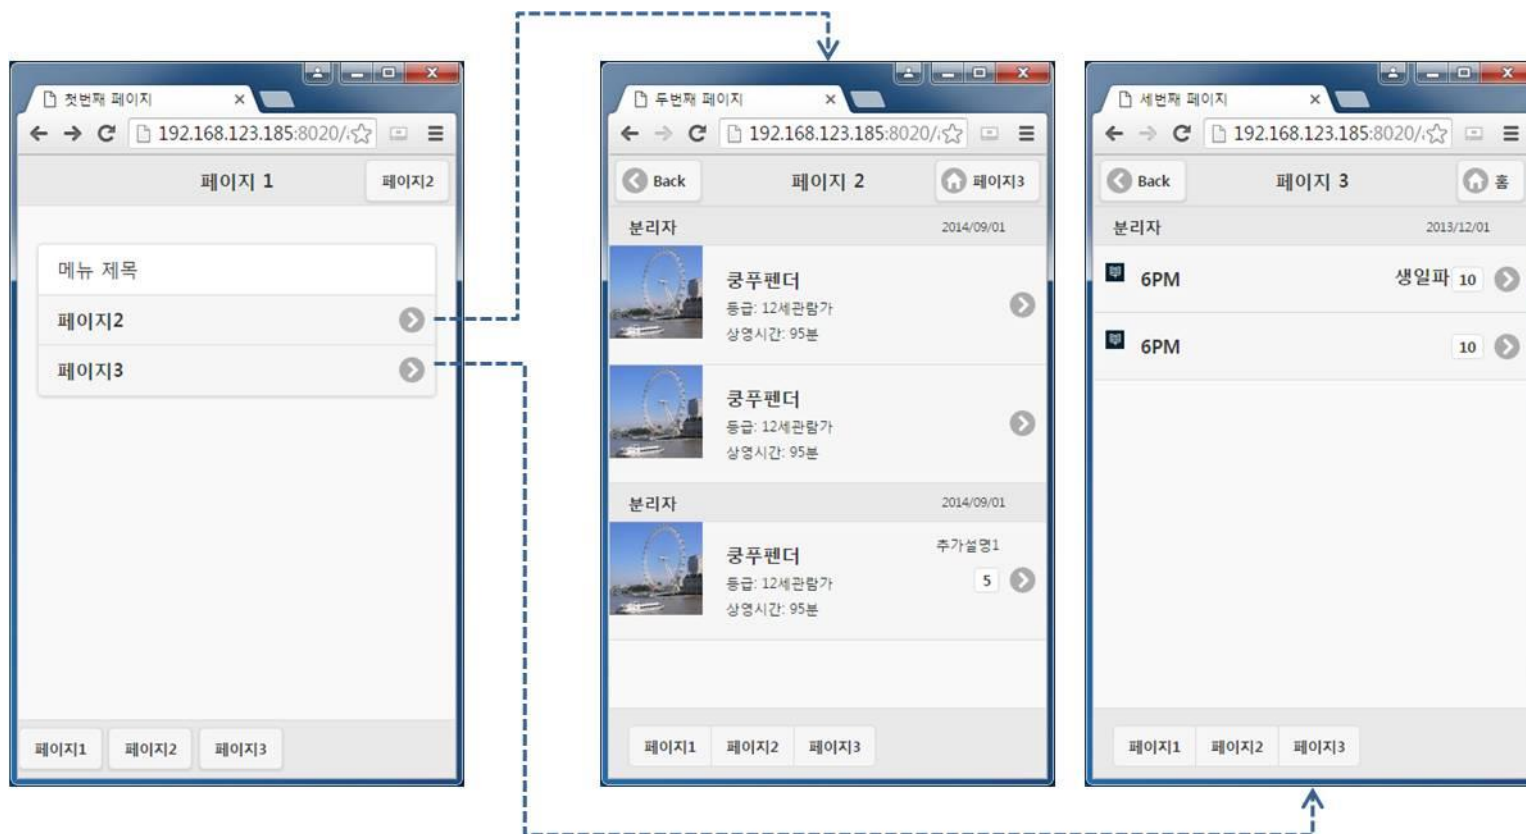 첫번째 페이지
192.168.123.185:8020/
페이지 1
페이지2
메뉴 제목
페이지2
페이지3
페이지1
페이지2
페이지3
두번째 페이지
192.168.123.185:8020/
Back
페이지 2
페이지3
분리자
2014/09/01
쿵푸펜더
등급: 12세관람가
상영시간: 95분
쿵푸펜더
등급: 12세관람가
상영시간: 95분
분리자
2014/09/01
쿵푸펜더
등급: 12세관람가
상영시간: 95분
추가설명1
5
페이지1
페이지2
페이지3
세번째 페이지
192.168.123.185:8020/
Back
페이지 3
홈
분리자
2013/12/01
6PM
생일파
10
6PM
10
페이지1
페이지2
페이지3